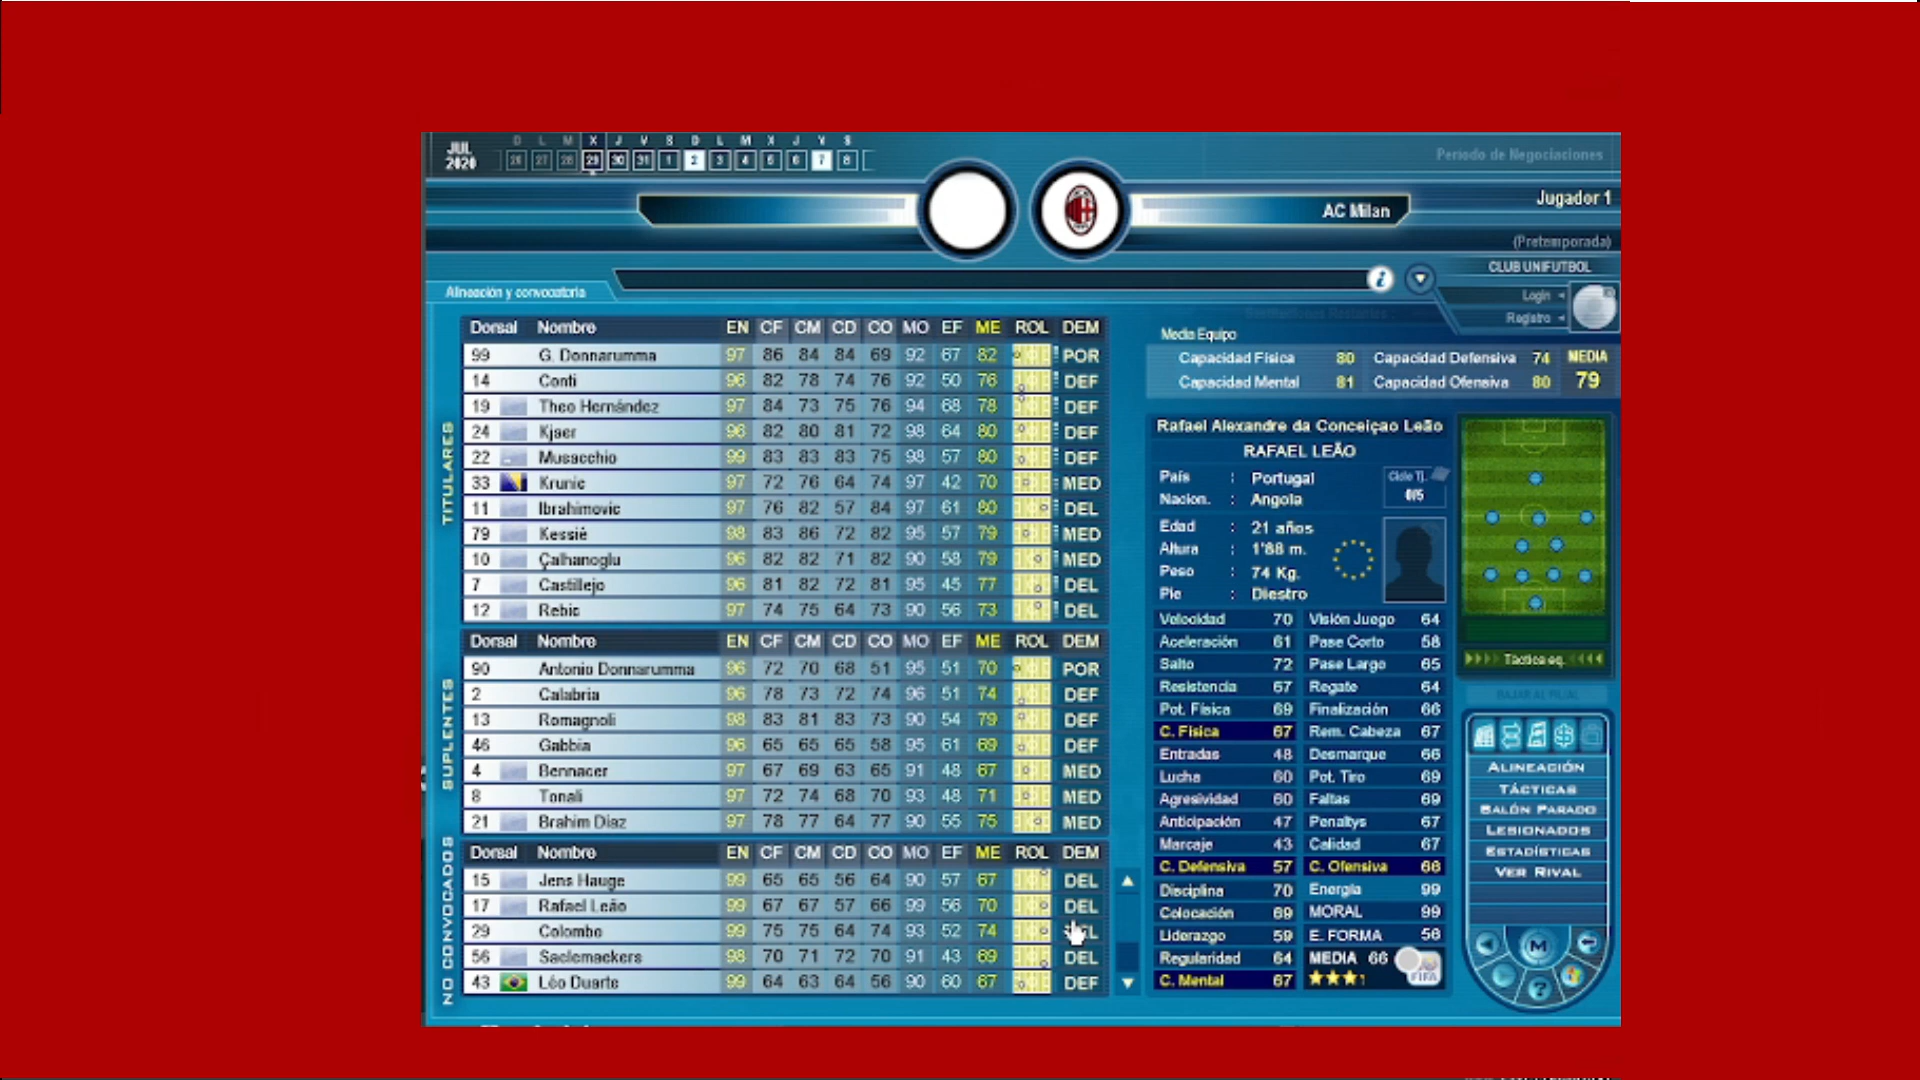 D L M X J V S D L M X J V S
JUL 2020 26 27 28 29 30 31 1 2 3 4 5 6 7 8
Periodo de Negociaciones
Jugador 1
AC Milan
(Pretemporada)
CLUB UNIFUTBOL
Login
Registro
Alineación y convocatoria
TITULARES
Dorsal Nombre EN CF CM CD CO MO EF ME ROL DEM
99 G. Donnarumma 97 86 84 84 69 92 67 82 POR
14 Conti 96 82 78 74 76 92 50 76 DEF
19 Theo Hernández 97 84 73 75 76 94 68 78 DEF
24 Kjaer 96 82 80 81 72 98 64 80 DEF
22 Musacchio 99 83 83 83 75 98 57 80 DEF
33 Krunic 97 72 76 64 74 97 42 70 MED
11 Ibrahimovic 97 76 82 57 84 97 61 80 DEL
79 Kessié 98 83 86 72 82 95 57 79 MED
10 Çalhanoglu 96 82 82 71 82 90 58 79 MED
7 Castillejo 96 81 82 72 81 95 45 77 DEL
12 Rebic 97 74 75 64 73 90 56 73 DEL
SUPLENTES
Dorsal Nombre EN CF CM CD CO MO EF ME ROL DEM
90 Antonio Donnarumma 96 72 70 68 51 95 51 70 POR
2 Calabria 96 78 73 72 74 96 51 74 DEF
13 Romagnoli 98 83 81 83 73 90 54 79 DEF
46 Gabbia 96 65 65 65 58 95 61 69 DEF
4 Bennacer 97 67 69 63 65 91 48 67 MED
8 Tonali 97 72 74 68 70 93 48 71 MED
21 Brahim Díaz 97 78 77 64 77 90 55 75 MED
NO CONVOCADOS
Dorsal Nombre EN CF CM CD CO MO EF ME ROL DEM
15 Jens Hauge 99 65 65 56 64 90 57 67 DEL
17 Rafael Leão 99 67 67 57 66 99 56 70 DEL
29 Colombo 99 75 75 64 74 93 52 74
56 Saelemaekers 98 70 71 72 70 91 43 69 DEL
43 Léo Duarte 99 64 63 64 56 90 60 67 DEF
Media Equipo
Capacidad Física 80 Capacidad Defensiva 74 MEDIA
Capacidad Mental 81 Capacidad Ofensiva 80 79
Rafael Alexandre da Conceiçao Leão
RAFAEL LEÃO
País : Portugal
Nacion. : Angola
Ciclo Tj. 0/5
Edad : 21 años
Altura : 1'88 m.
Peso : 74 Kg.
Pie : Diestro
Velocidad 70 Visión Juego 64
Aceleración 61 Pase Corto 58
Salto 72 Pase Largo 65
Resistencia 67 Regate 64
Pot. Física 69 Finalización 66
C. Física 67 Rem. Cabeza 67
Entradas 48 Desmarque 66
Lucha 60 Pot. Tiro 69
Agresividad 60 Faltas 69
Anticipación 47 Penaltys 67
Marcaje 43 Calidad 67
C. Defensiva 57 C. Ofensiva 66
Disciplina 70 Energía 99
Colocación 69 MORAL 99
Liderazgo 59 E. FORMA 56
Regularidad 64 MEDIA 66
C. Mental 67
FIFA
Táctica eq.
BAJAR AL FILIAL
ALINEACIÓN
TÁCTICAS
BALÓN PARADO
LESIONADOS
ESTADÍSTICAS
VER RIVAL
M
?